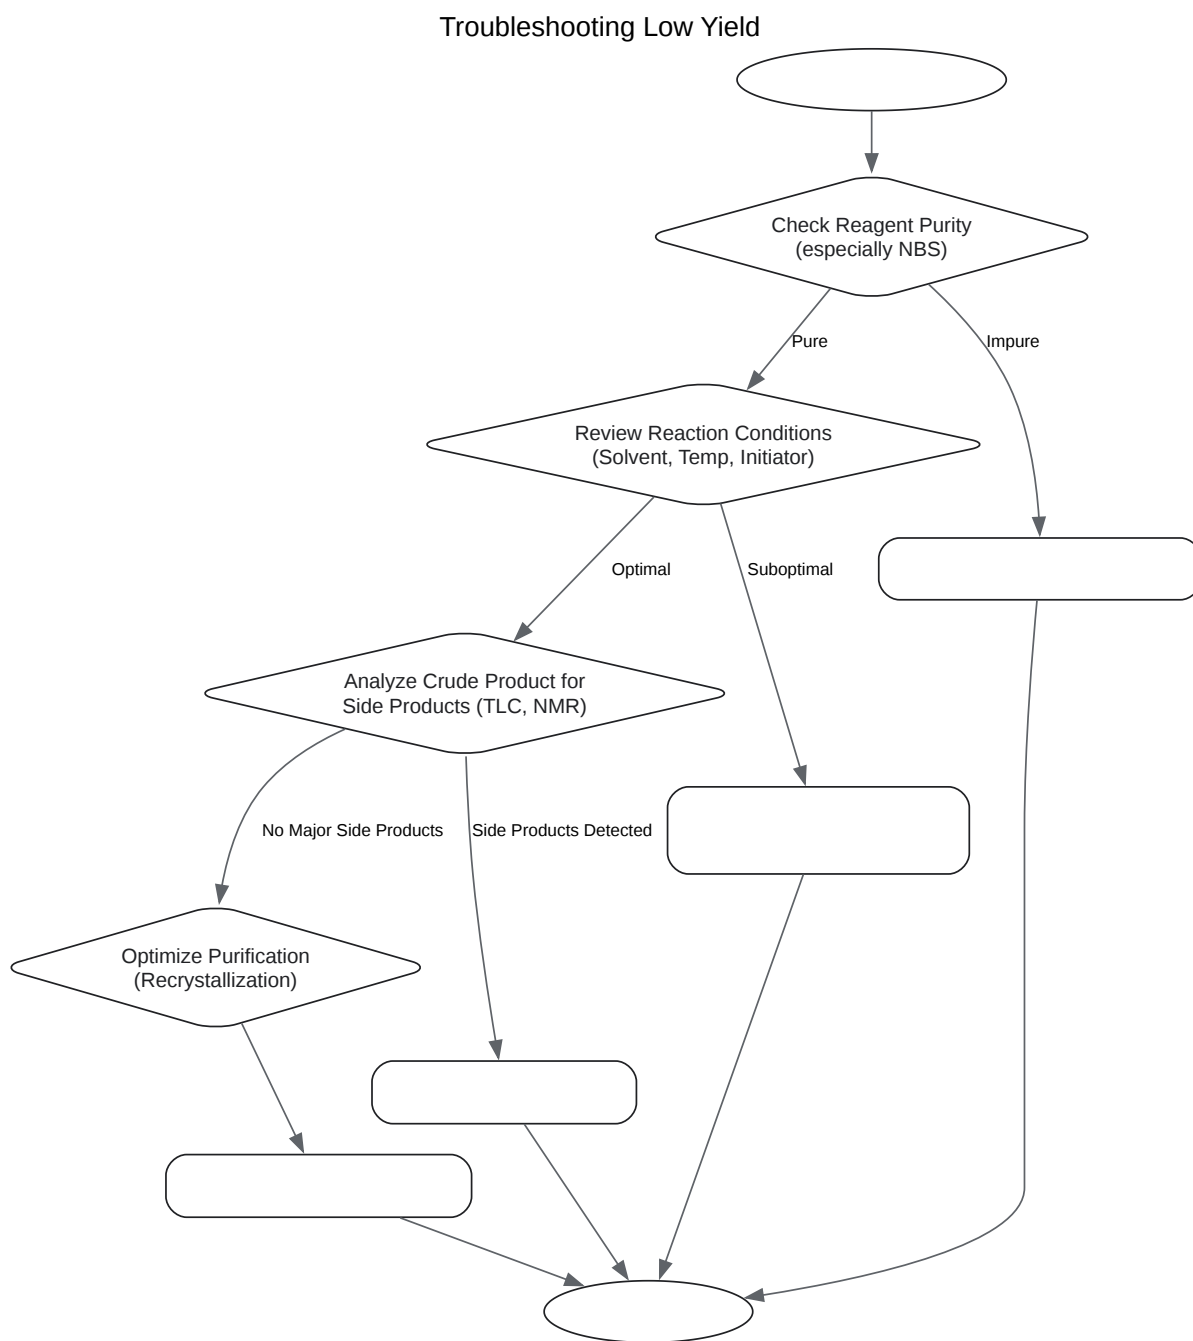 Troubleshooting Low Yield
Check Reagent Purity
(especially NBS)
Pure
Impure
Review Reaction Conditions
(Solvent, Temp, Initiator)
Optimal
Suboptimal
Analyze Crude Product for
Side Products (TLC, NMR)
No Major Side Products
Side Products Detected
Optimize Purification
(Recrystallization)